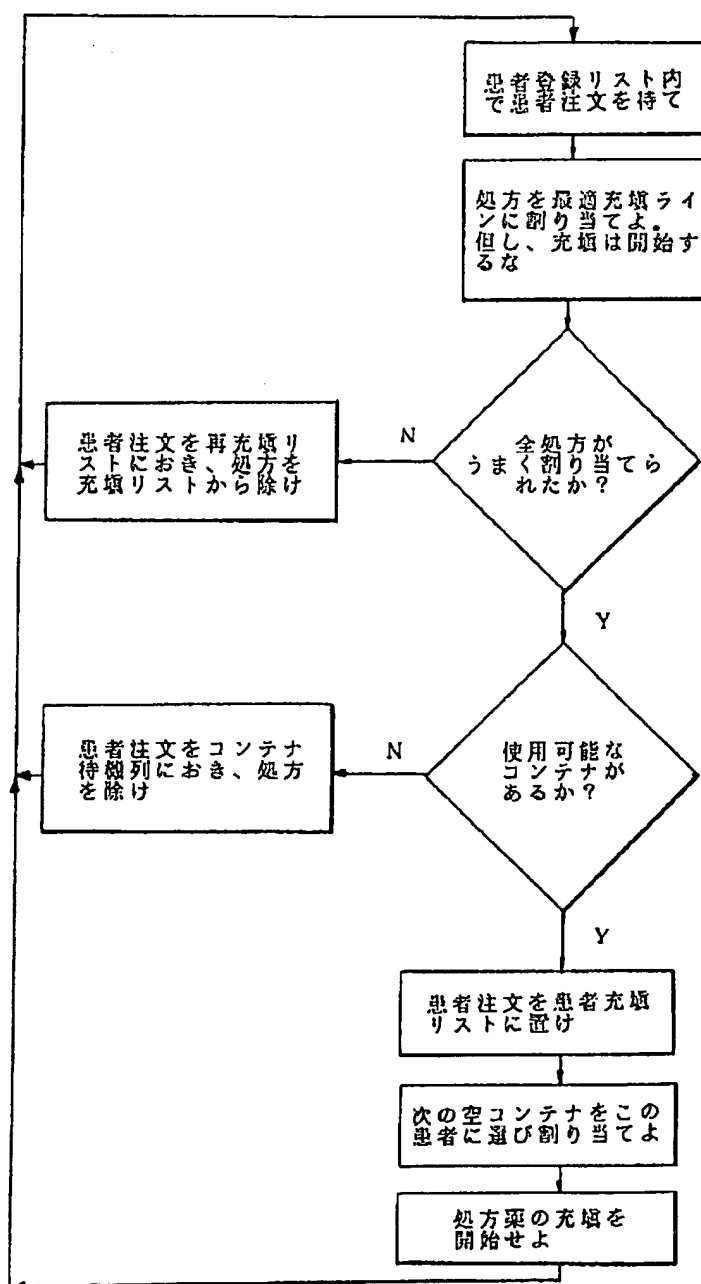 患者登録リスト内
で患者注文を待て
処方を最適充填ライ
ンに割り当てよ。
但し、充填は開始す
るな
全処方が
うまく割り当てら
れたか?
N
患者注文を再充填リ
ストにおき、処方を
充填リストから除け
Y
使用可能な
コンテナが
あるか?
N
患者注文をコンテナ
待機列におき、処方
を除け
Y
患者注文を患者充填
リストに置け
次の空コンテナをこの
患者に選び割り当てよ
処方薬の充填を
開始せよ